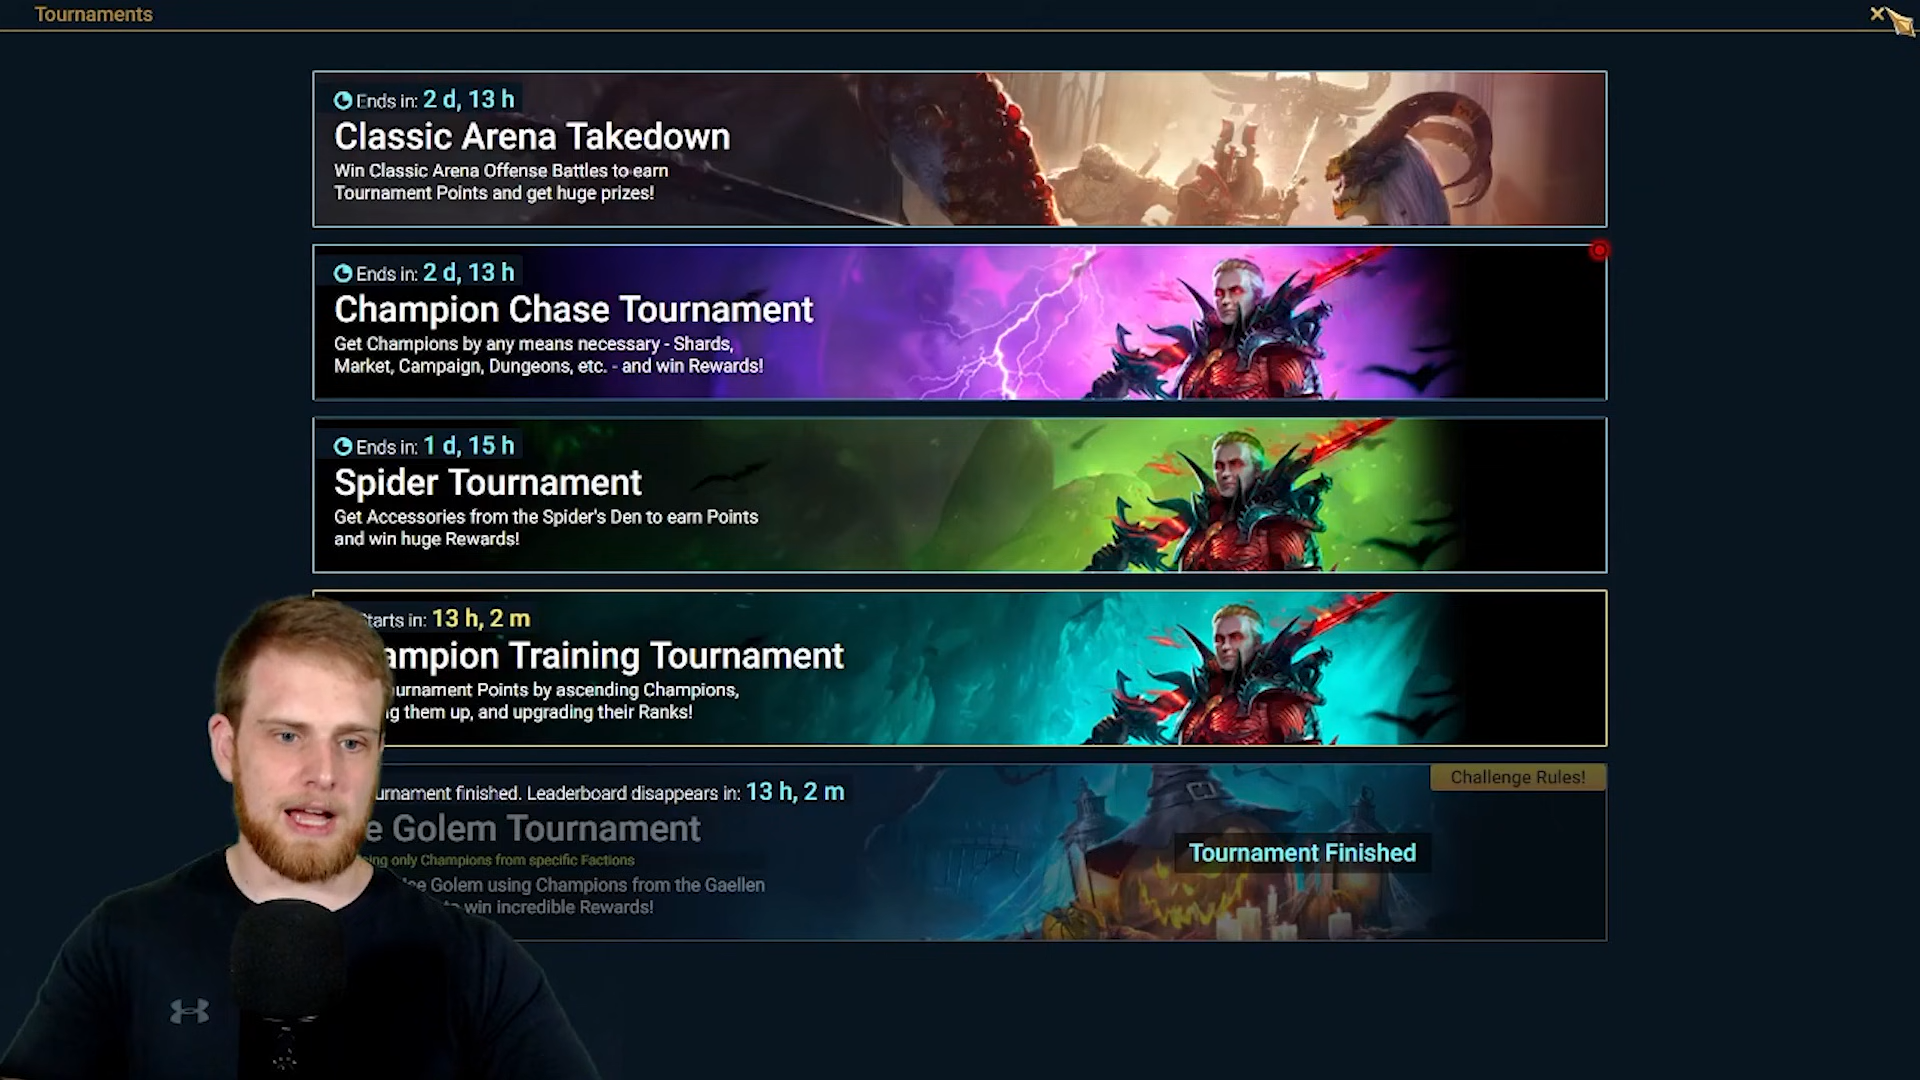 Tournaments
Ends in: 2 d, 13 h
Classic Arena Takedown
Win Classic Arena Offense Battles to earn
Tournament Points and get huge prizes!
Ends in: 2 d, 13 h
Champion Chase Tournament
Get Champions by any means necessary - Shards,
Market, Campaign, Dungeons, etc. - and win Rewards!
Ends in: 1 d, 15 h
Spider Tournament
Get Accessories from the Spider's Den to earn Points
and win huge Rewards!
tarts in: 13 h, 2 m
ampion Training Tournament
urnament Points by ascending Champions,
g them up, and upgrading their Ranks!
Challenge Rules!
urnament finished. Leaderboard disappears in: 13 h, 2 m
e Golem Tournament
Tournament Finished
ing only Champions from specific Factions
Ice Golem using Champions from the Gaellen
to win incredible Rewards!